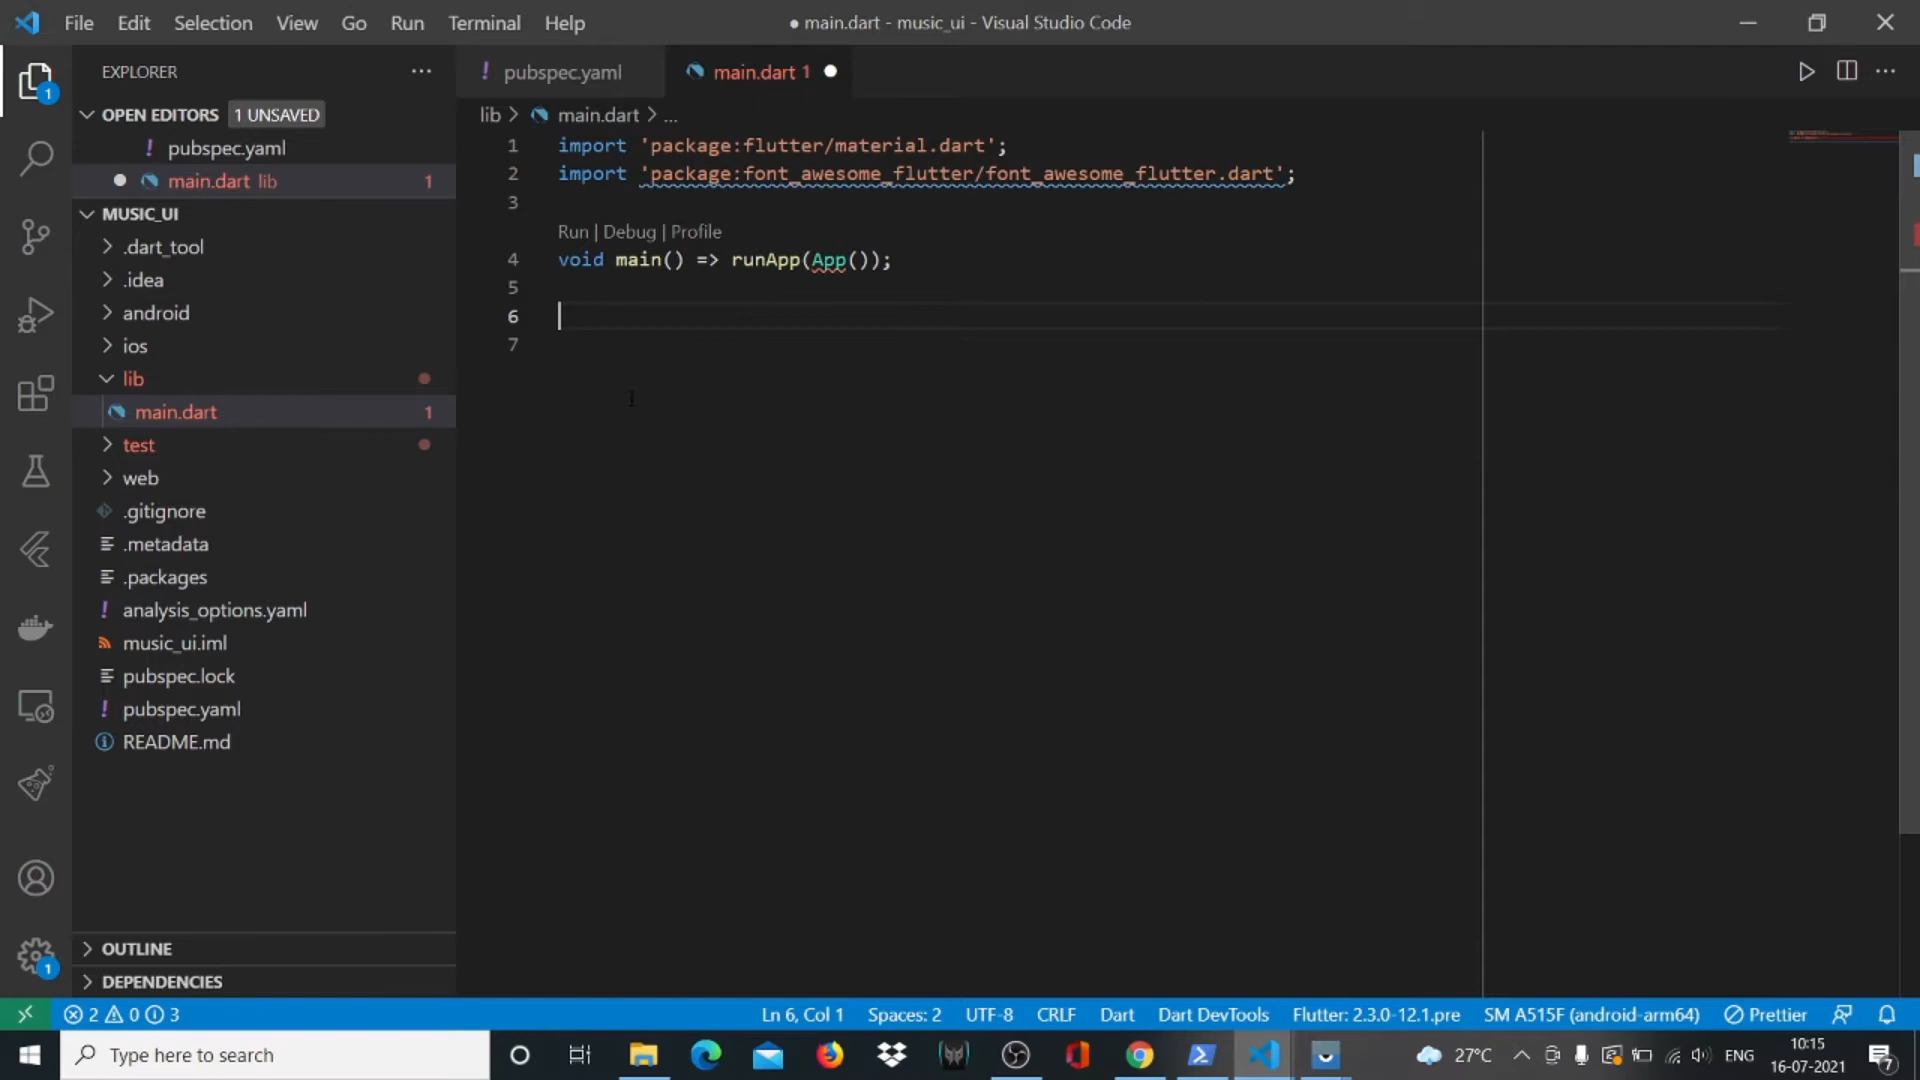 File Edit Selection View Go Run Terminal Help
● main.dart - music_ui - Visual Studio Code
EXPLORER
1
OPEN EDITORS 1 UNSAVED
! pubspec.yaml
main.dart lib 1
MUSIC_UI
.dart_tool
.idea
android
ios
lib
main.dart 1
test
web
.gitignore
.metadata
.packages
! analysis_options.yaml
music_ui.iml
pubspec.lock
! pubspec.yaml
README.md
OUTLINE
DEPENDENCIES
1
! pubspec.yaml
main.dart 1
lib > main.dart > ...
1 import 'package:flutter/material.dart';
2 import 'package:font_awesome_flutter/font_awesome_flutter.dart';
3
Run | Debug | Profile
4 void main() => runApp(App());
5
6
7
2 0 3
Ln 6, Col 1 Spaces: 2 UTF-8 CRLF Dart Dart DevTools Flutter: 2.3.0-12.1.pre SM A515F (android-arm64) Prettier
Type here to search
27°C ENG
10:15
16-07-2021
7